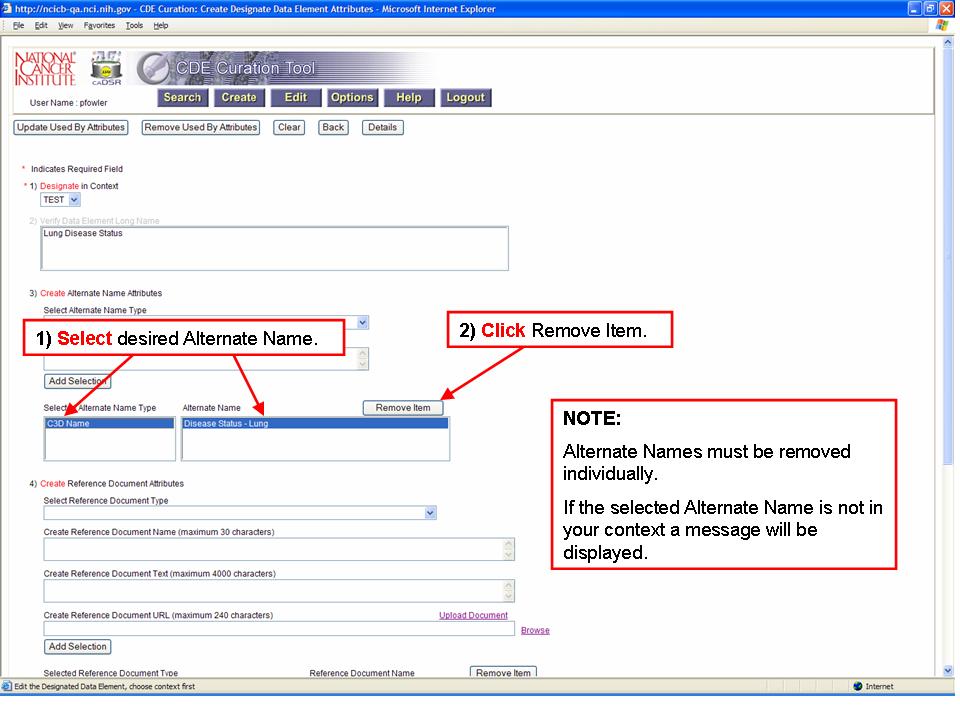 http://ncicb-qa.nci.nih.gov - CDE Curation: Create Designate Data Element Attributes - Microsoft Internet Explorer
File Edit View Favorites Tools Help
NATIONAL CANCER INSTITUTE
caDSR
CDE Curation Tool
User Name : pfowler
Search Create Edit Options Help Logout
Update Used By Attributes Remove Used By Attributes Clear Back Details
* Indicates Required Field
* 1) Designate in Context
TEST
2) Verify Data Element Long Name
Lung Disease Status
3) Create Alternate Name Attributes
Select Alternate Name Type
1) Select desired Alternate Name.
2) Click Remove Item.
Add Selection
Alternate Name Type Alternate Name Remove Item
C3D Name Disease Status - Lung
NOTE:
Alternate Names must be removed
individually.
If the selected Alternate Name is not in
your context a message will be
displayed.
4) Create Reference Document Attributes
Select Reference Document Type
Create Reference Document Name (maximum 30 characters)
Create Reference Document Text (maximum 4000 characters)
Create Reference Document URL (maximum 240 characters) Upload Document
Browse
Add Selection
Selected Reference Document Type Reference Document Name Remove Item
Edit the Designated Data Element, choose context first Internet